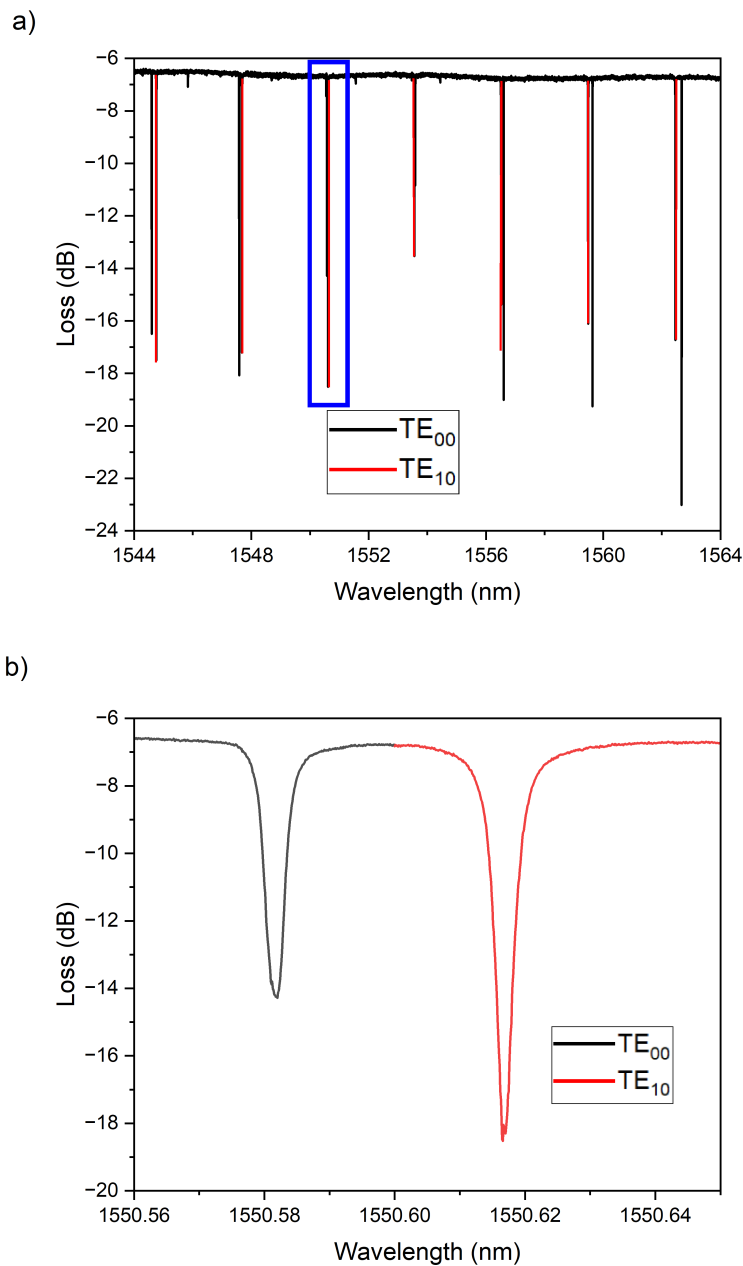 a)
−6
−8
−10
−12
−14
−16
−18
−20
−22
−24
Loss (dB)
TE₀₀
TE₁₀
1544 1548 1552 1556 1560 1564
Wavelength (nm)
b)
−6
−8
−10
−12
−14
−16
−18
−20
Loss (dB)
TE₀₀
TE₁₀
1550.56 1550.58 1550.60 1550.62 1550.64
Wavelength (nm)